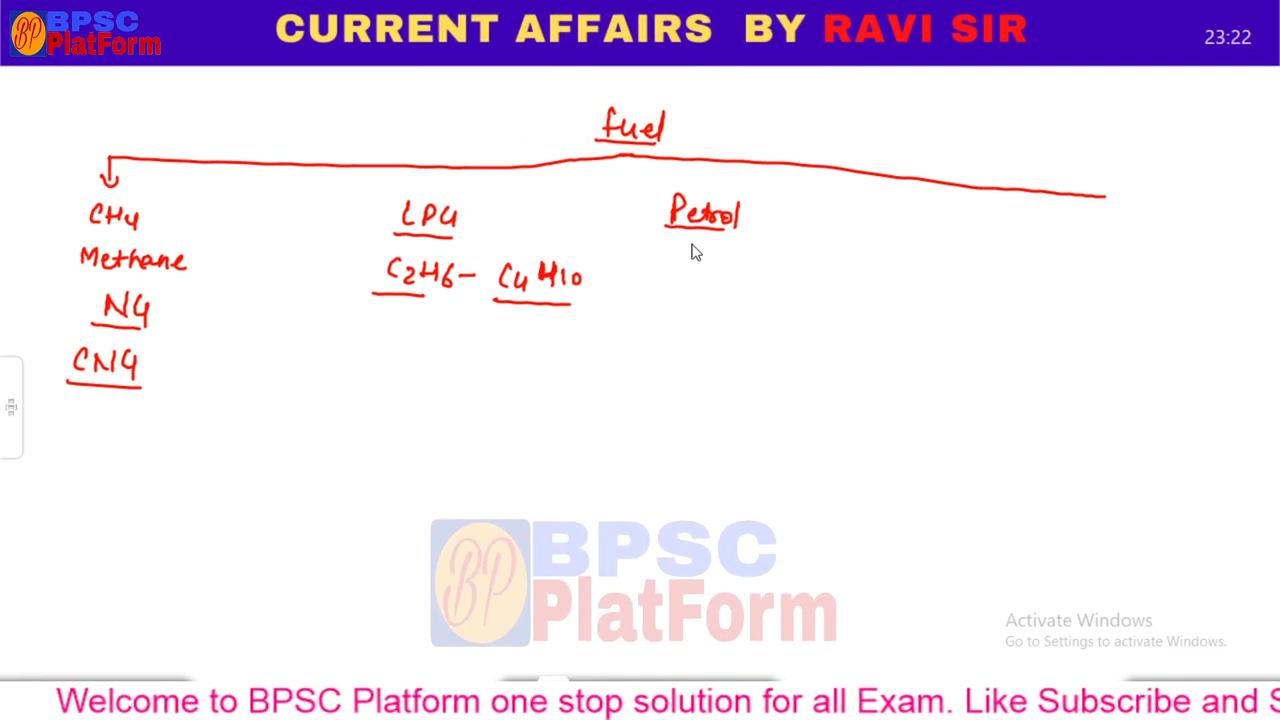 BPSC
PlatForm
CURRENT AFFAIRS BY RAVI SIR
23:22
fuel
CH4
Methane
NG
CNG
LPG
C2H6 - C4H10
Petrol
BP
BPSC
PlatForm
Activate Windows
Go to Settings to activate Windows.
Welcome to BPSC Platform one stop solution for all Exam. Like Subscribe and S